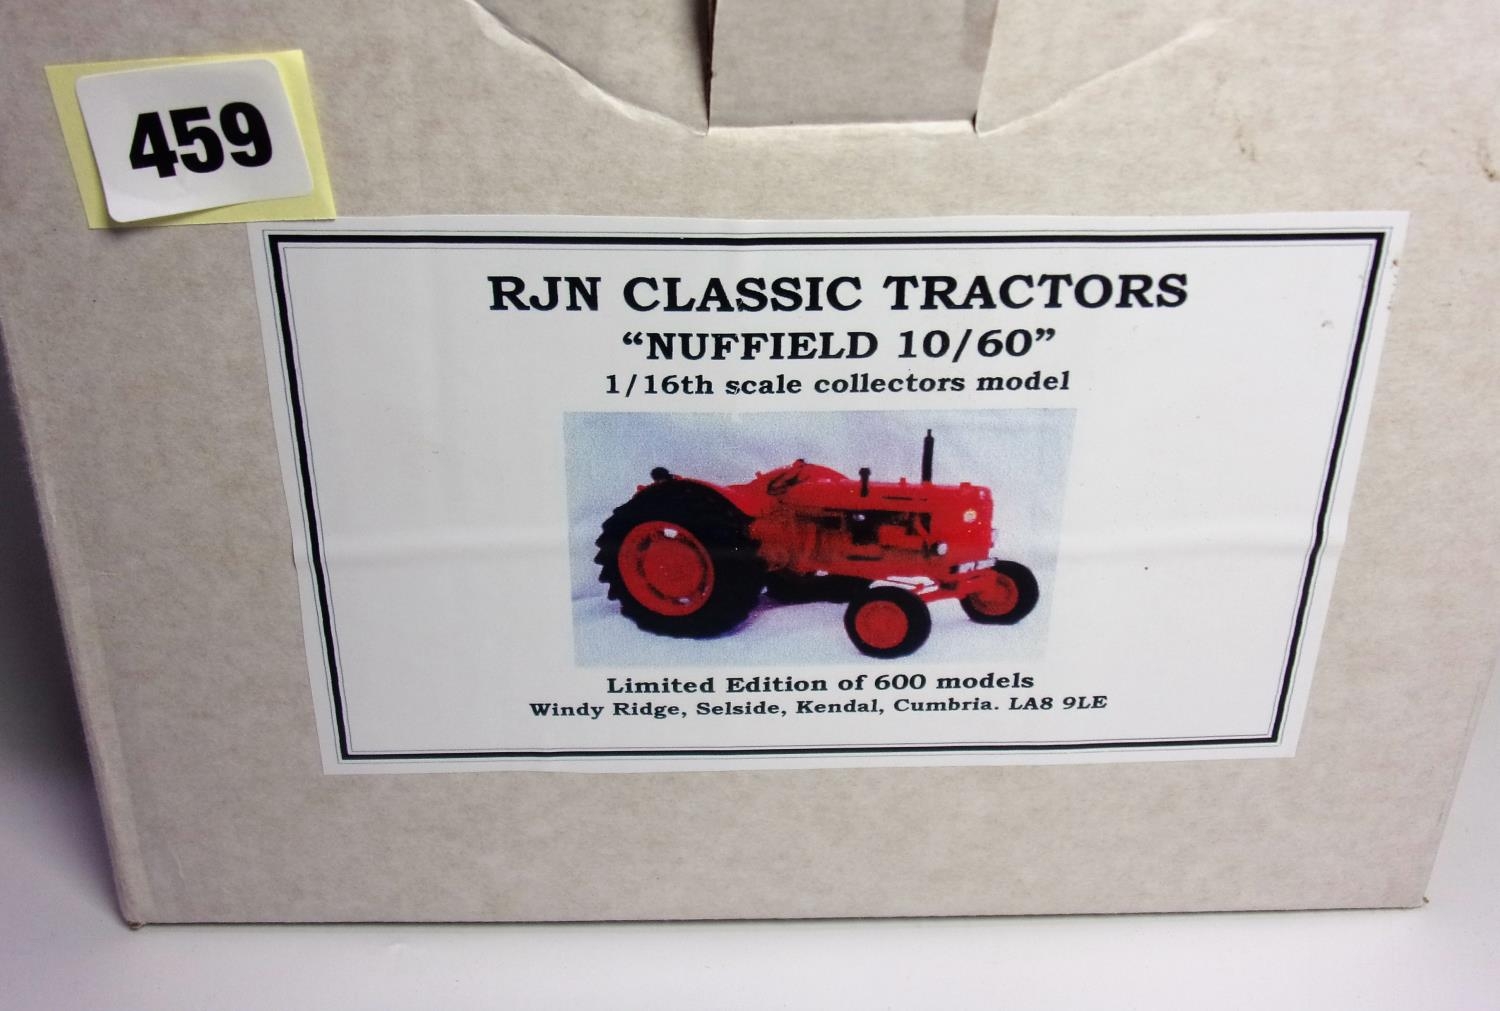 459
RJN CLASSIC TRACTORS
“NUFFIELD 10/60”
1/16th scale collectors model
Limited Edition of 600 models
Windy Ridge, Selside, Kendal, Cumbria. LA8 9LE